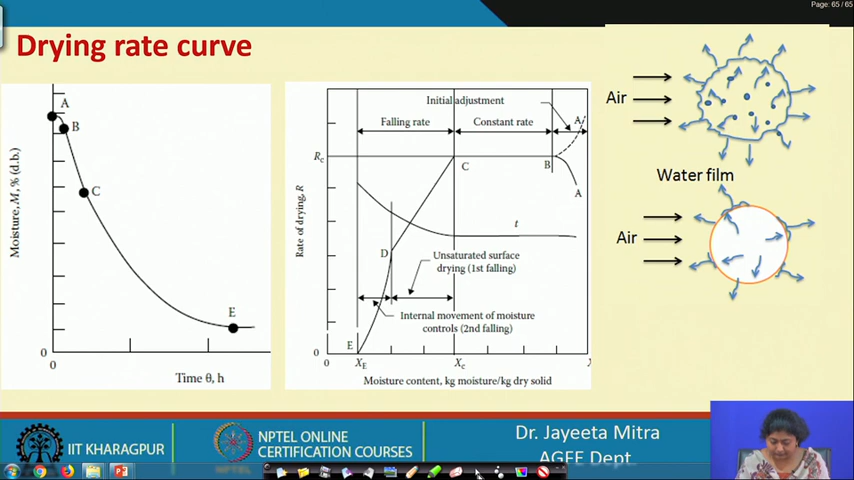 Page: 65 / 65
Drying rate curve
A
B
C
E
Moisture, M, % (d.b.)
0
0
Time θ, h
Initial adjustment
Falling rate
Constant rate
A
Rc
B
C
A
Rate of drying, R
t
D
Unsaturated surface
drying (1st falling)
Internal movement of moisture
controls (2nd falling)
E
0
0
XE
Xc
Moisture content, kg moisture/kg dry solid
Air
Water film
Air
IIT KHARAGPUR
NPTEL ONLINE
CERTIFICATION COURSES
NPTEL
Dr. Jayeeta Mitra
AGFE Dept.